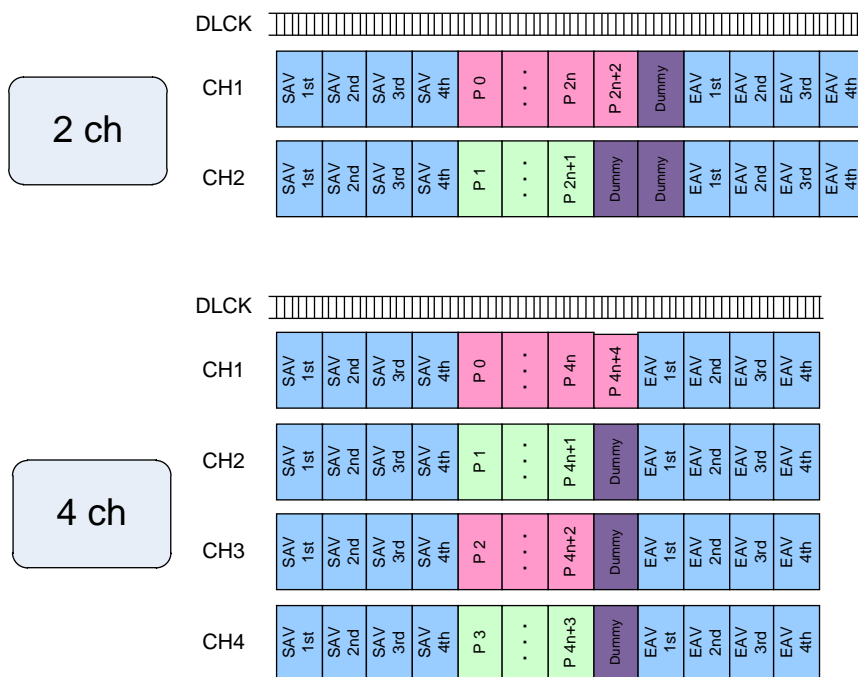 DLCK
CH1
SAV 1st
SAV 2nd
SAV 3rd
SAV 4th
P 0
. . .
P 2n
P 2n+2
Dummy
EAV 1st
EAV 2nd
EAV 3rd
EAV 4th
2 ch
CH2
SAV 1st
SAV 2nd
SAV 3rd
SAV 4th
P 1
. . .
P 2n+1
Dummy
Dummy
EAV 1st
EAV 2nd
EAV 3rd
EAV 4th
DLCK
CH1
SAV 1st
SAV 2nd
SAV 3rd
SAV 4th
P 0
. . .
P 4n
P 4n+4
EAV 1st
EAV 2nd
EAV 3rd
EAV 4th
CH2
SAV 1st
SAV 2nd
SAV 3rd
SAV 4th
P 1
. . .
P 4n+1
Dummy
EAV 1st
EAV 2nd
EAV 3rd
EAV 4th
4 ch
CH3
SAV 1st
SAV 2nd
SAV 3rd
SAV 4th
P 2
. . .
P 4n+2
Dummy
EAV 1st
EAV 2nd
EAV 3rd
EAV 4th
CH4
SAV 1st
SAV 2nd
SAV 3rd
SAV 4th
P 3
. . .
P 4n+3
Dummy
EAV 1st
EAV 2nd
EAV 3rd
EAV 4th